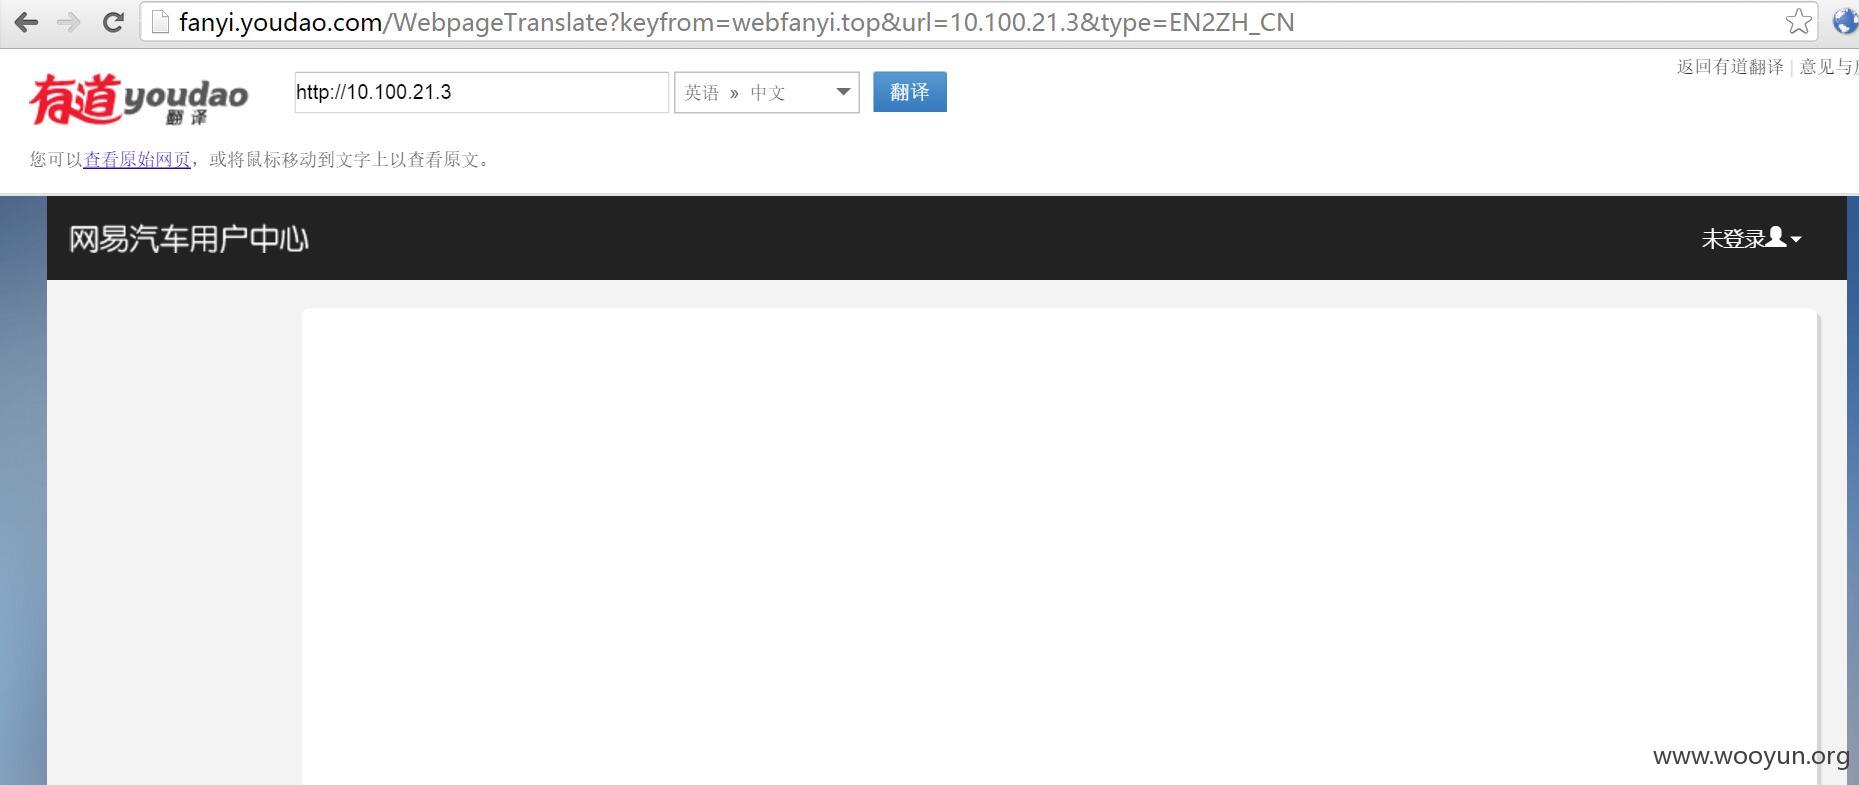 fanyi.youdao.com/WebpageTranslate?keyfrom=webfanyi.top&url=10.100.21.3&type=EN2ZH_CN
返回有道翻译 | 意见与
有道 youdao 翻译
http://10.100.21.3 英语 » 中文 翻译
您可以查看原始网页，或将鼠标移动到文字上以查看原文。
网易汽车用户中心 未登录
www.wooyun.org